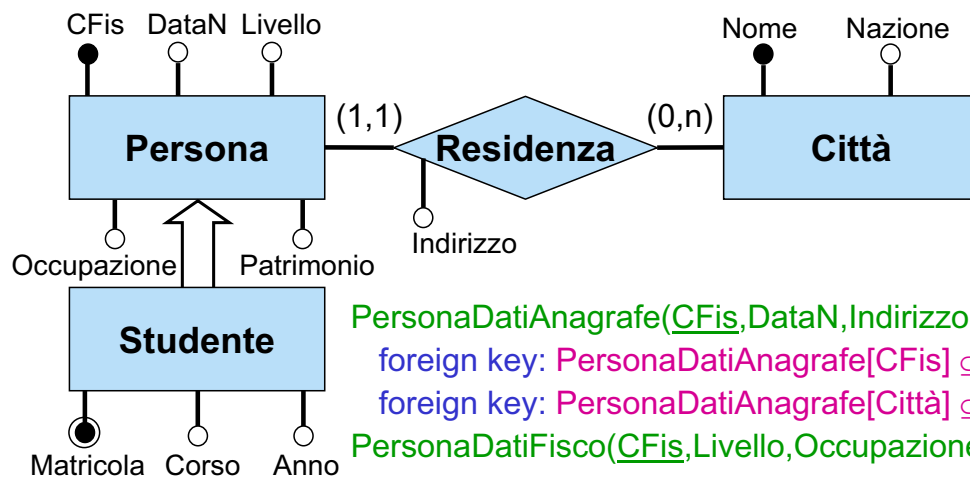 CFis DataN Livello
Nome Nazione
Persona
(1,1)
Residenza
(0,n)
Città
Indirizzo
Occupazione Patrimonio
Studente
Matricola Corso Anno
PersonaDatiAnagrafe(CFis,DataN,Indirizzo
foreign key: PersonaDatiAnagrafe[CFis] ⊆
foreign key: PersonaDatiAnagrafe[Città] ⊆
PersonaDatiFisco(CFis,Livello,Occupazione